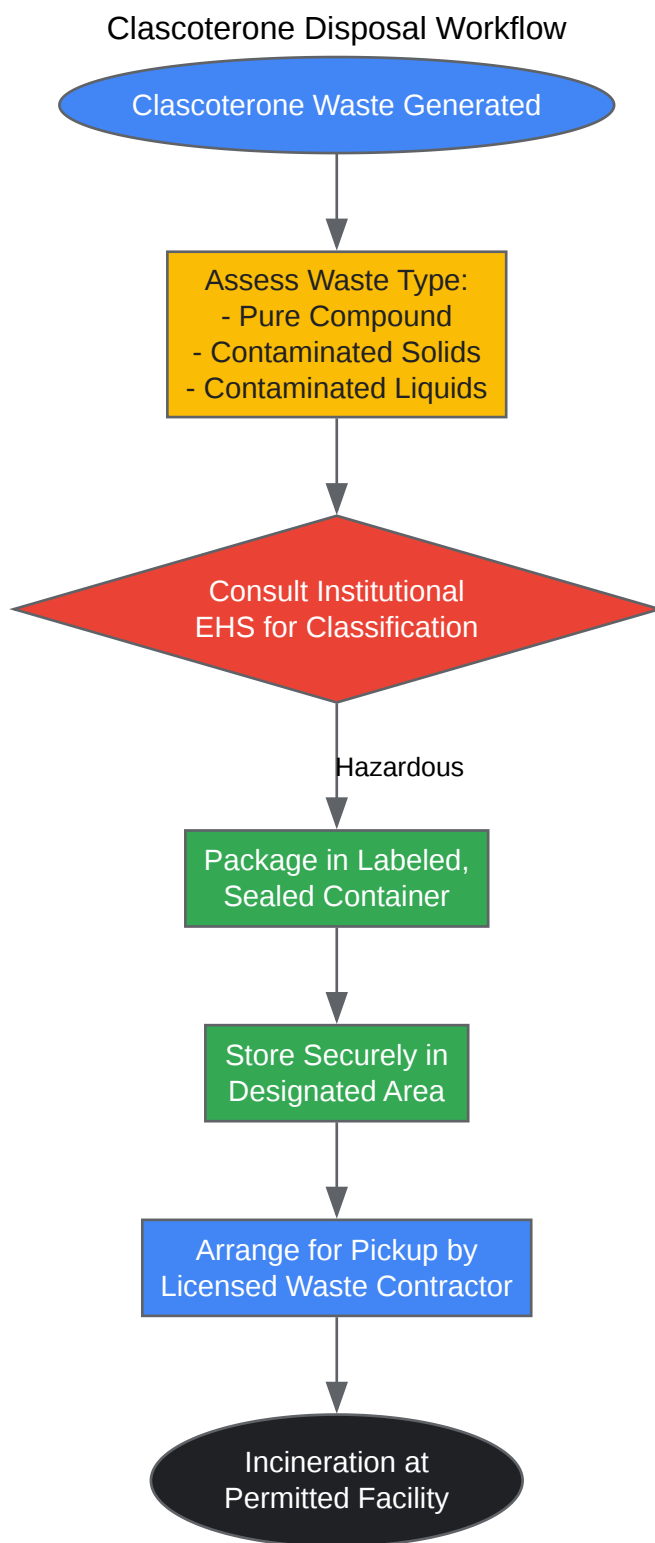 Clascoterone Disposal Workflow
Clascoterone Waste Generated
Assess Waste Type:
- Pure Compound
- Contaminated Solids
- Contaminated Liquids
Consult Institutional
EHS for Classification
Hazardous
Package in Labeled,
Sealed Container
Store Securely in
Designated Area
Arrange for Pickup by
Licensed Waste Contractor
Incineration at
Permitted Facility